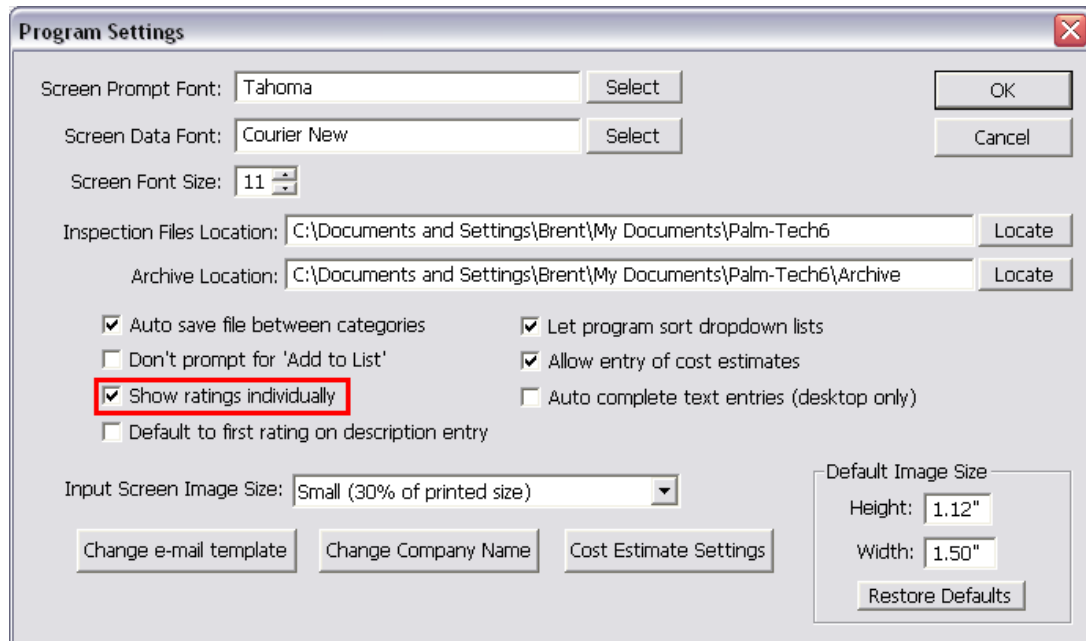 Program Settings
Screen Prompt Font: Tahoma Select OK
Screen Data Font: Courier New Select Cancel
Screen Font Size: 11
Inspection Files Location: C:\Documents and Settings\Brent\My Documents\Palm-Tech6 Locate
Archive Location: C:\Documents and Settings\Brent\My Documents\Palm-Tech6\Archive Locate
Auto save file between categories
Don't prompt for 'Add to List'
Show ratings individually
Default to first rating on description entry
Let program sort dropdown lists
Allow entry of cost estimates
Auto complete text entries (desktop only)
Input Screen Image Size: Small (30% of printed size)
Change e-mail template Change Company Name Cost Estimate Settings
Default Image Size
Height: 1.12"
Width: 1.50"
Restore Defaults